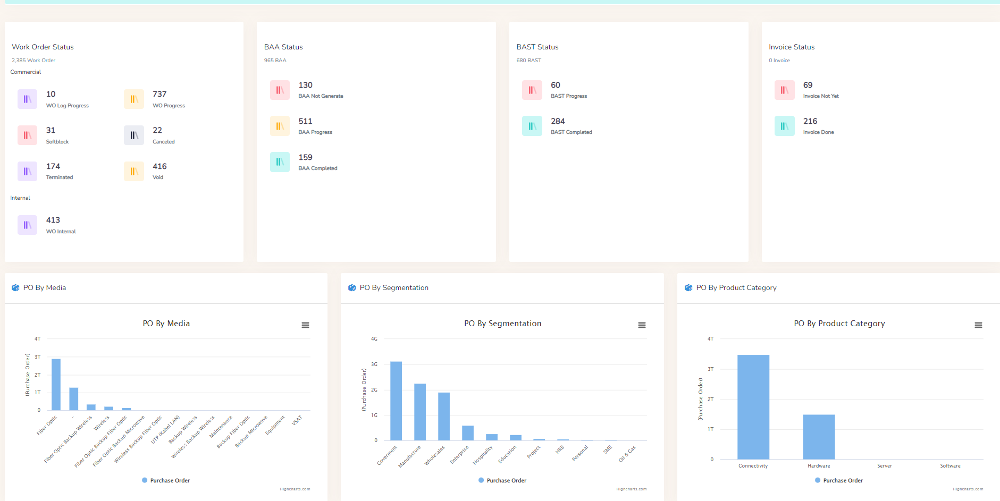 Work Order Status
2,385 Work Order
Commercial
10
WO Log Progress
737
WO Progress
31
Softblock
22
Canceled
174
Terminated
416
Void
Internal
413
WO Internal
BAA Status
965 BAA
130
BAA Not Generate
511
BAA Progress
159
BAA Completed
BAST Status
680 BAST
60
BAST Progress
284
BAST Completed
Invoice Status
0 Invoice
69
Invoice Not Yet
216
Invoice Done
PO By Media
PO By Media
4T
3T
2T
1T
0
(Purchase Order)
Fiber Optic
-
Fiber Optic Backup Wireless
Wireless
Fiber Optic Backup Fiber Optic
Fiber Optic Backup Microwave
Wireless Backup Fiber Optic
UTP (Kabel LAN)
Backup Wireless
Wireless Backup Wireless
Maintenance
Backup Fiber Optic
Backup MIcrowave
Equipment
VSAT
Purchase Order
Highcharts.com
PO By Segmentation
PO By Segmentation
4G
3G
2G
1G
0
(Purchase Order)
Goverment
Manufacture
Wholesales
Enterprise
Hospitality
Education
Project
HRB
Personal
SME
Oil & Gas
Purchase Order
Highcharts.com
PO By Product Category
PO By Product Category
4T
3T
2T
1T
0
(Purchase Order)
Connectivity
Hardware
Server
Software
Purchase Order
Highcharts.com